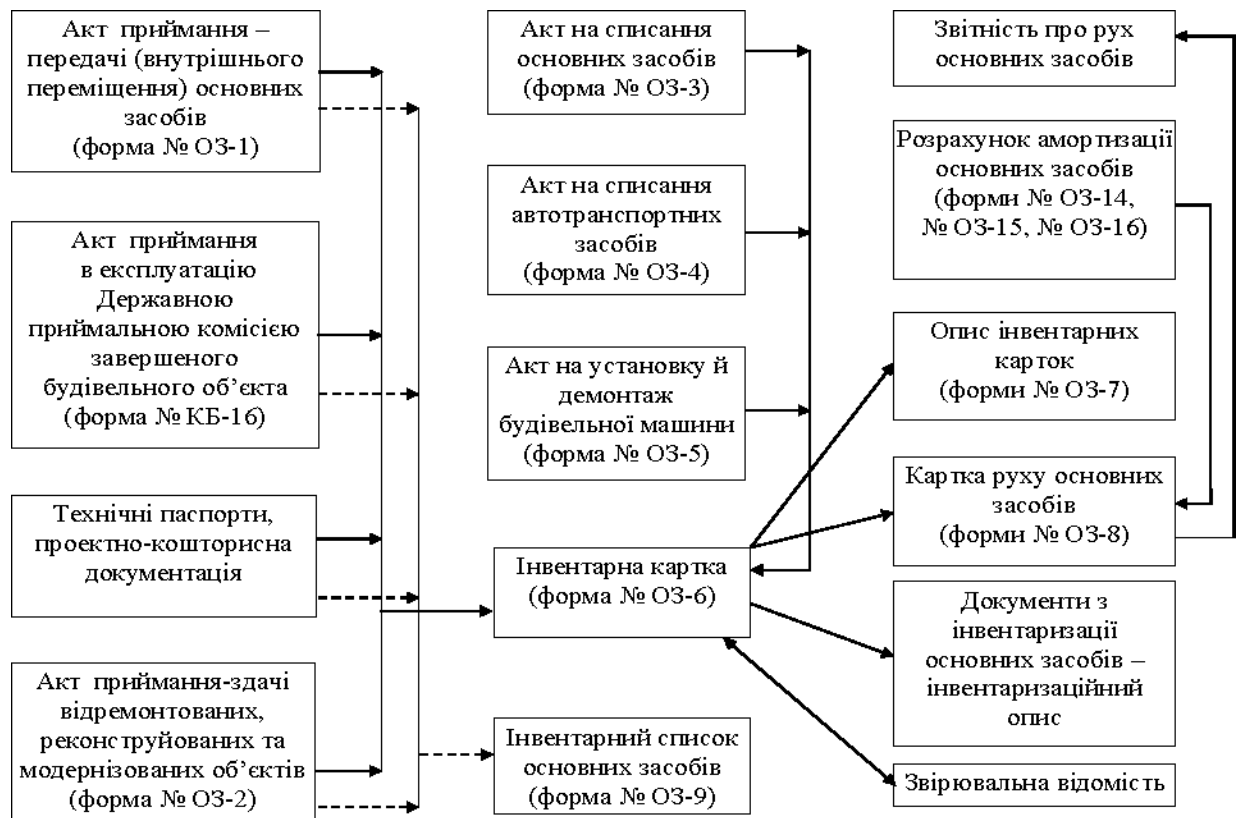 Акт приймання –
передачі (внутрішнього
переміщення) основних
засобів
(форма № ОЗ-1)
Акт приймання
в експлуатацію
Державною
приймальною комісією
завершеного
будівельного об’єкта
(форма № КБ-16)
Технічні паспорти,
проектно-кошторисна
документація
Акт приймання-здачі
відремонтованих,
реконструйованих та
модернізованих об’єктів
(форма № ОЗ-2)
Акт на списання
основних засобів
(форма № ОЗ-3)
Акт на списання
автотранспортних
засобів
(форма № ОЗ-4)
Акт на установку й
демонтаж
будівельної машини
(форма № ОЗ-5)
Інвентарна картка
(форма № ОЗ-6)
Інвентарний список
основних засобів
(форма № ОЗ-9)
Звітність про рух
основних засобів
Розрахунок амортизації
основних засобів
(форми № ОЗ-14,
№ ОЗ-15, № ОЗ-16)
Опис інвентарних
карток
(форми № ОЗ-7)
Картка руху основних
засобів
(форми № ОЗ-8)
Документи з
інвентаризації
основних засобів –
інвентаризаційний
опис
Звірювальна відомість